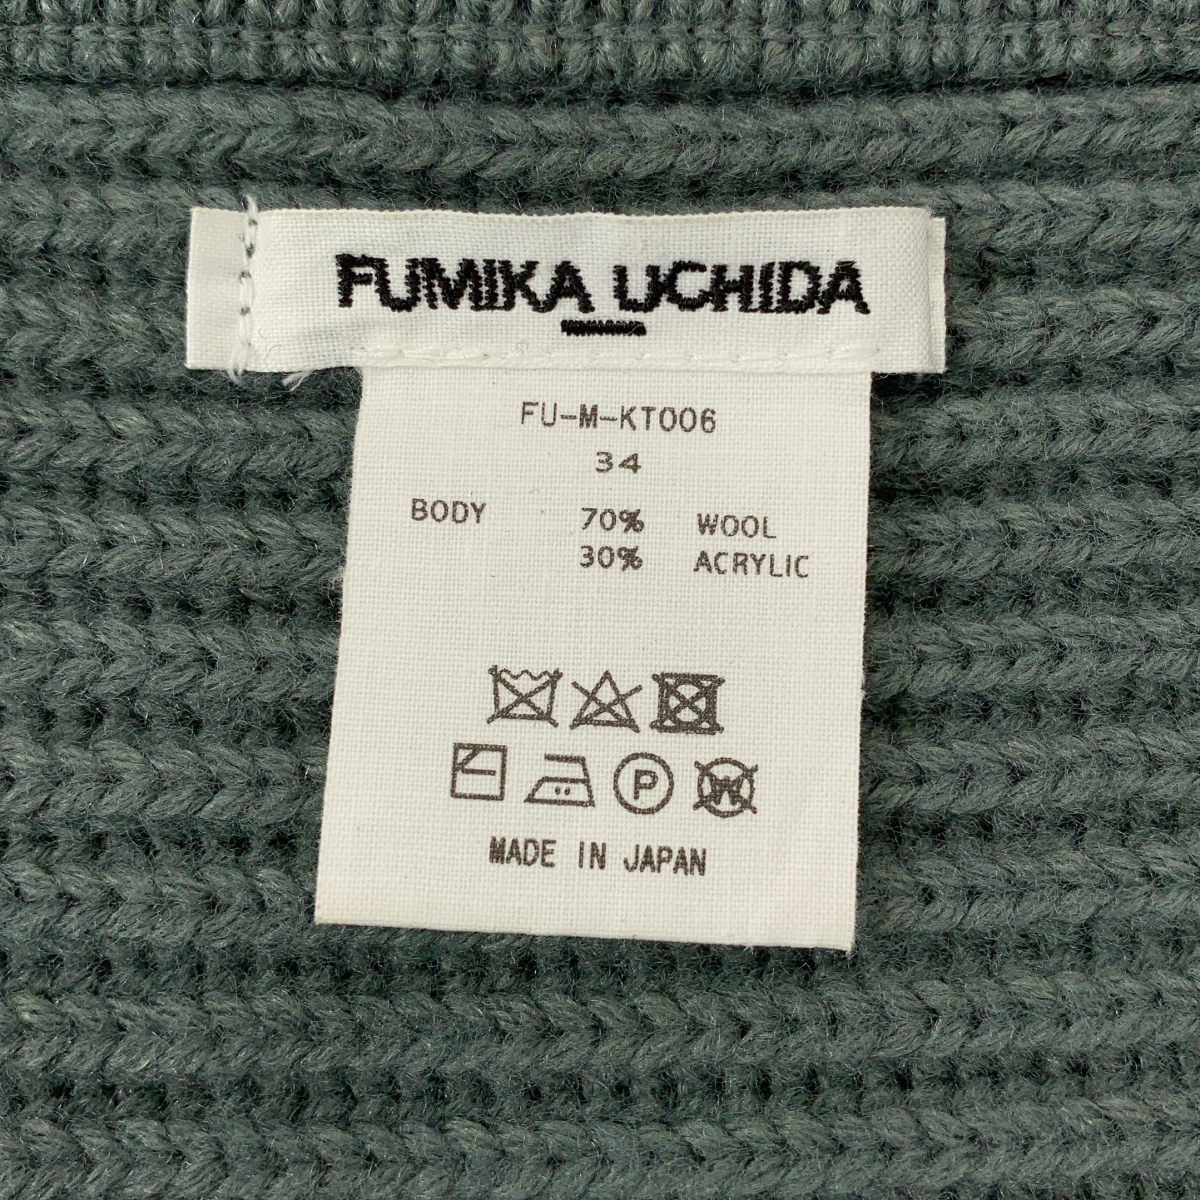 FUMIKA UCHIDA
FU-M-KT006
34
BODY 70% WOOL
30% ACRYLIC
P
W
MADE IN JAPAN